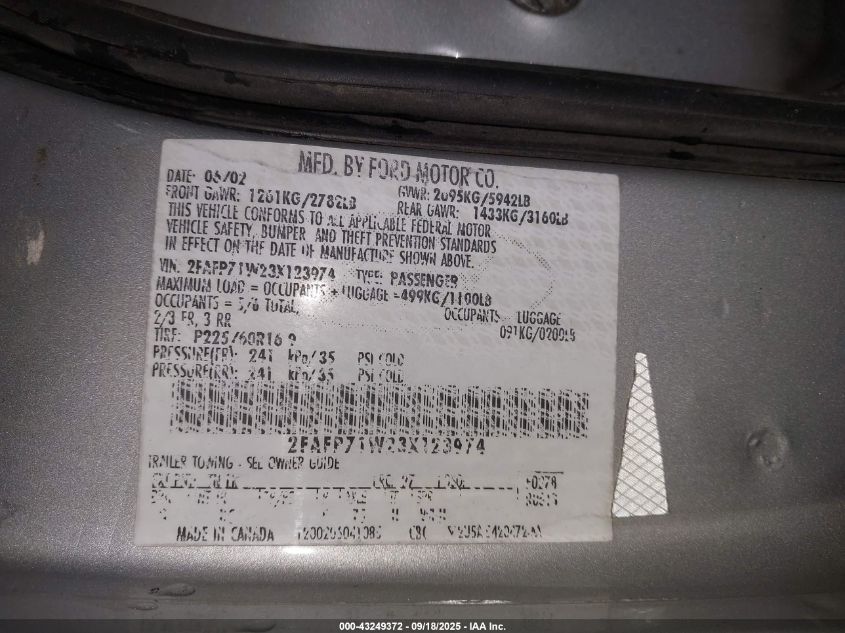 MFD. BY FORD MOTOR CO.
DATE: 06/02
FRONT GAWR: 1261KG/2782LB
GVWR: 2695KG/5942LB
REAR GAWR: 1433KG/3160LB
THIS VEHICLE CONFORMS TO ALL APPLICABLE FEDERAL MOTOR
VEHICLE SAFETY, BUMPER, AND THEFT PREVENTION STANDARDS
IN EFFECT ON THE DATE OF MANUFACTURE SHOWN ABOVE.
VIN: 2FAFP71W23X123974 TYPE: PASSENGER
MAXIMUM LOAD = OCCUPANTS + LUGGAGE =499KG/1100LB
OCCUPANTS = 5/6 TOTAL, OCCUPANTS LUGGAGE
2/3 FR, 3 RR 091KG/0200LB
TIRE: P225/60R16
PRESSURE(FR): 241 kPa/35 PSI COLD
PRESSURE(RR): 241 kPa/35 PSI COLD
2FAFP71W23X123974
TRAILER TOWING - SEE OWNER GUIDE
MADE IN CANADA
000-43249372 - 09/18/2025 - IAA Inc.